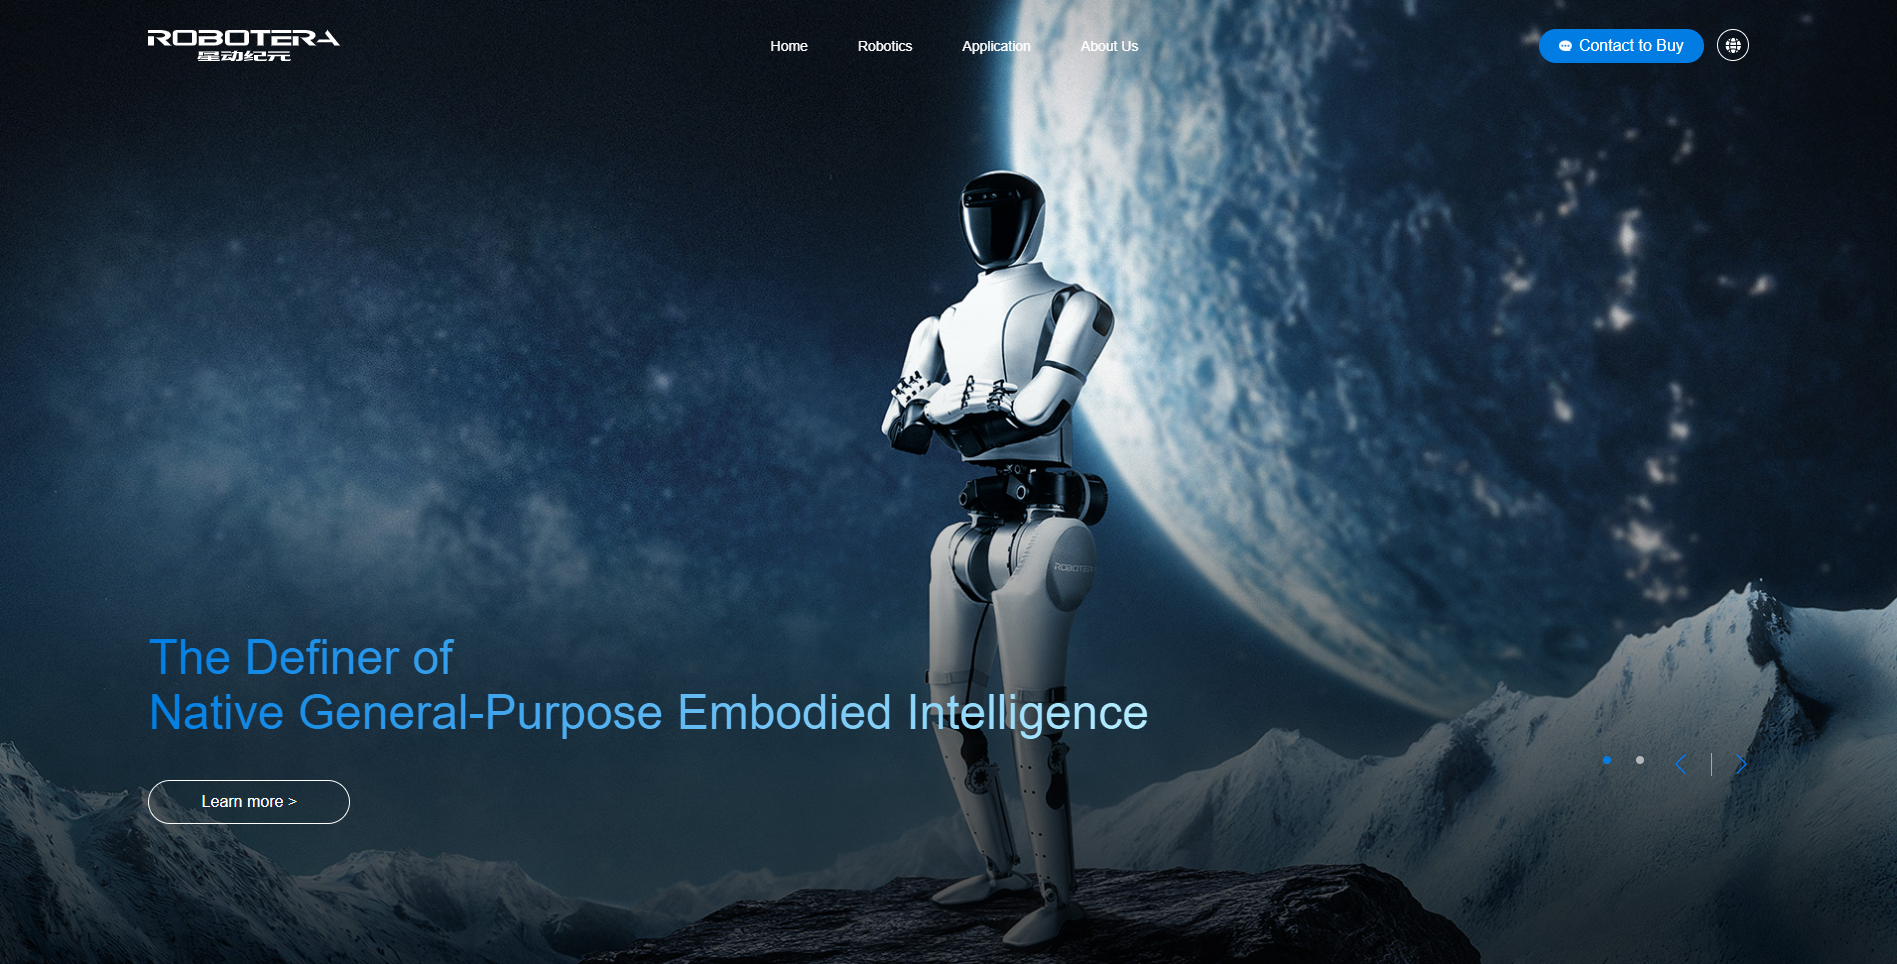 ROBOTERA
星动纪元
Home
Robotics
Application
About Us
Contact to Buy
ROBOTERA
The Definer of
Native General-Purpose Embodied Intelligence
Learn more >